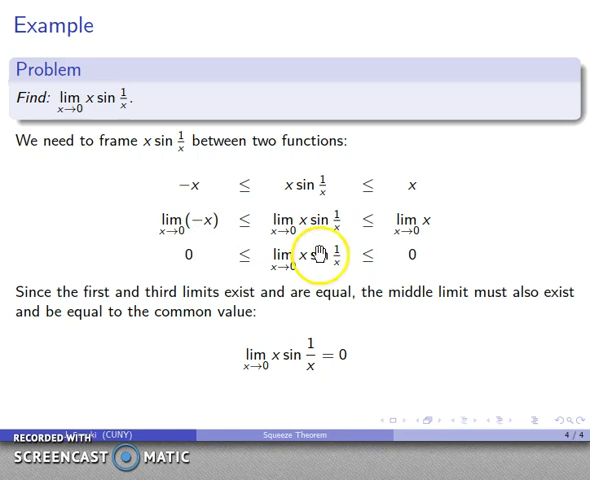 Example
Problem
Find: lim x→0 x sin 1/x.
We need to frame x sin 1/x between two functions:
−x ≤ x sin 1/x ≤ x
lim x→0 (−x) ≤ lim x→0 x sin 1/x ≤ lim x→0 x
0 ≤ lim x→0 x sin 1/x ≤ 0
Since the first and third limits exist and are equal, the middle limit must also exist
and be equal to the common value:
lim x→0 x sin 1/x = 0
(CUNY) Squeeze Theorem 4 / 4
RECORDED WITH
SCREENCAST MATIC